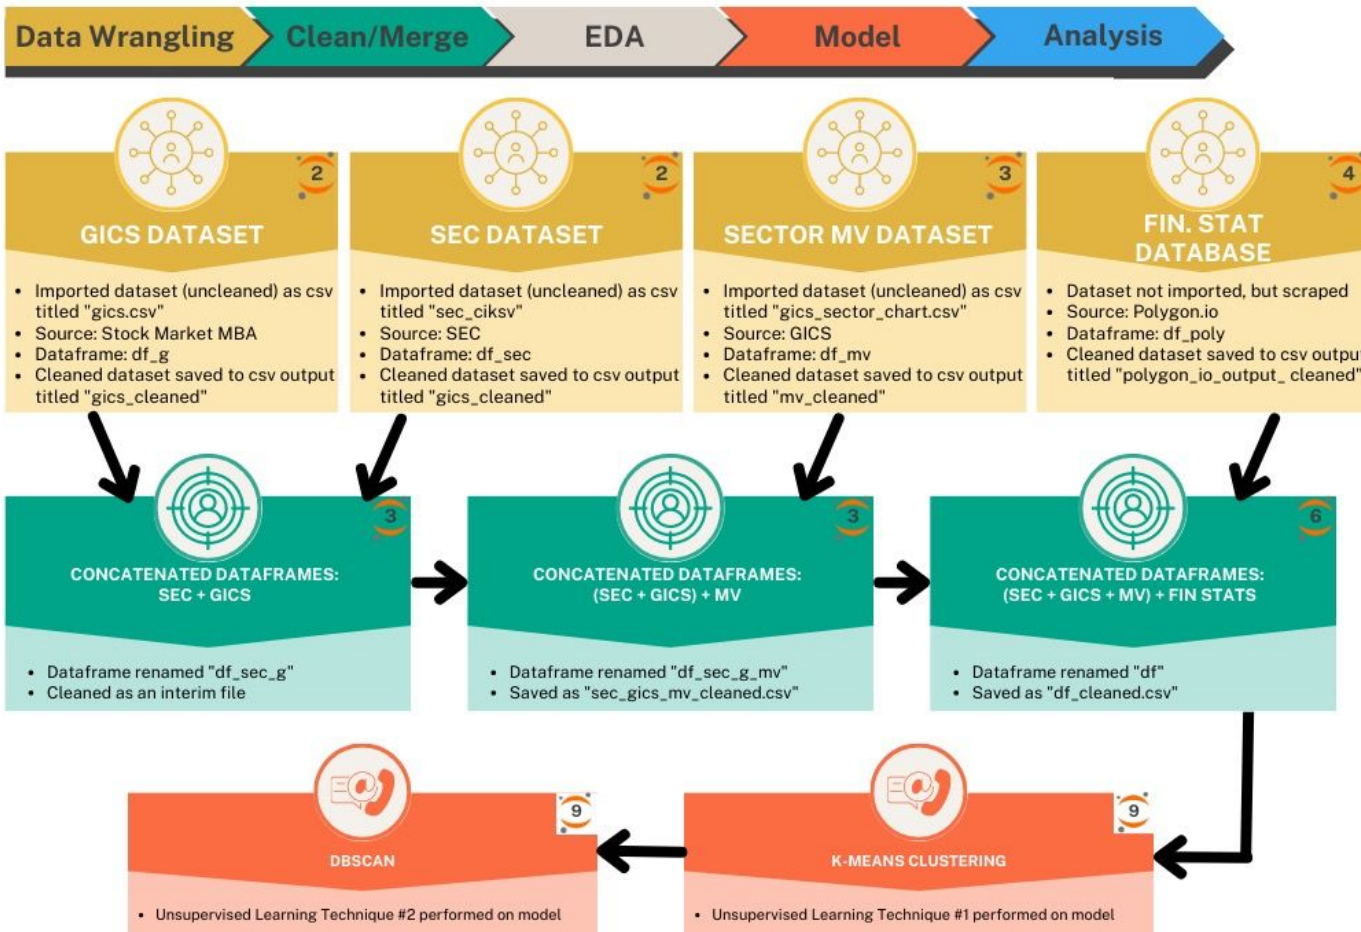 Data Wrangling
Clean/Merge
EDA
Model
Analysis
2
GICS DATASET
• Imported dataset (uncleaned) as csv
titled "gics.csv"
• Source: Stock Market MBA
• Dataframe: df_g
• Cleaned dataset saved to csv output
titled "gics_cleaned"
2
SEC DATASET
• Imported dataset (uncleaned) as csv
titled "sec_ciksv"
• Source: SEC
• Dataframe: df_sec
• Cleaned dataset saved to csv output
titled "gics_cleaned"
3
SECTOR MV DATASET
• Imported dataset (uncleaned) as csv
titled "gics_sector_chart.csv"
• Source: GICS
• Dataframe: df_mv
• Cleaned dataset saved to csv output
titled "mv_cleaned"
4
FIN. STAT
DATABASE
• Dataset not imported, but scraped
• Source: Polygon.io
• Dataframe: df_poly
• Cleaned dataset saved to csv output
titled "polygon_io_output_ cleaned"
3
CONCATENATED DATAFRAMES:
SEC + GICS
• Dataframe renamed "df_sec_g"
• Cleaned as an interim file
3
CONCATENATED DATAFRAMES:
(SEC + GICS) + MV
• Dataframe renamed "df_sec_g_mv"
• Saved as "sec_gics_mv_cleaned.csv"
6
CONCATENATED DATAFRAMES:
(SEC + GICS + MV) + FIN STATS
• Dataframe renamed "df"
• Saved as "df_cleaned.csv"
9
DBSCAN
• Unsupervised Learning Technique #2 performed on model
9
K-MEANS CLUSTERING
• Unsupervised Learning Technique #1 performed on model